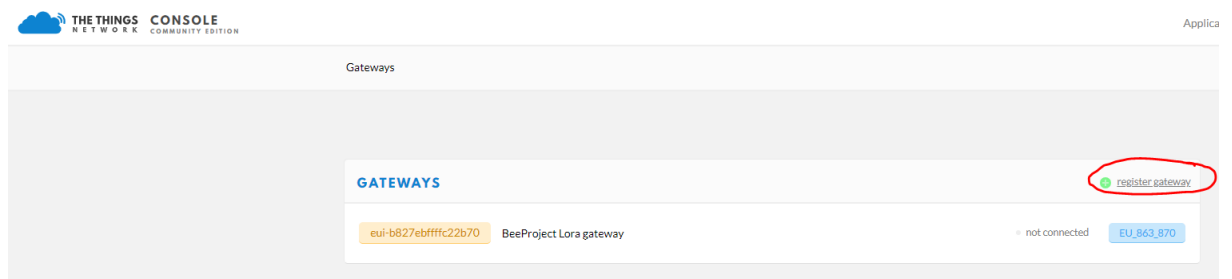 THE THINGS NETWORK CONSOLE COMMUNITY EDITION
Applica
Gateways
GATEWAYS
register gateway
eui-b827ebffffc22b70 BeeProject Lora gateway not connected EU_863_870